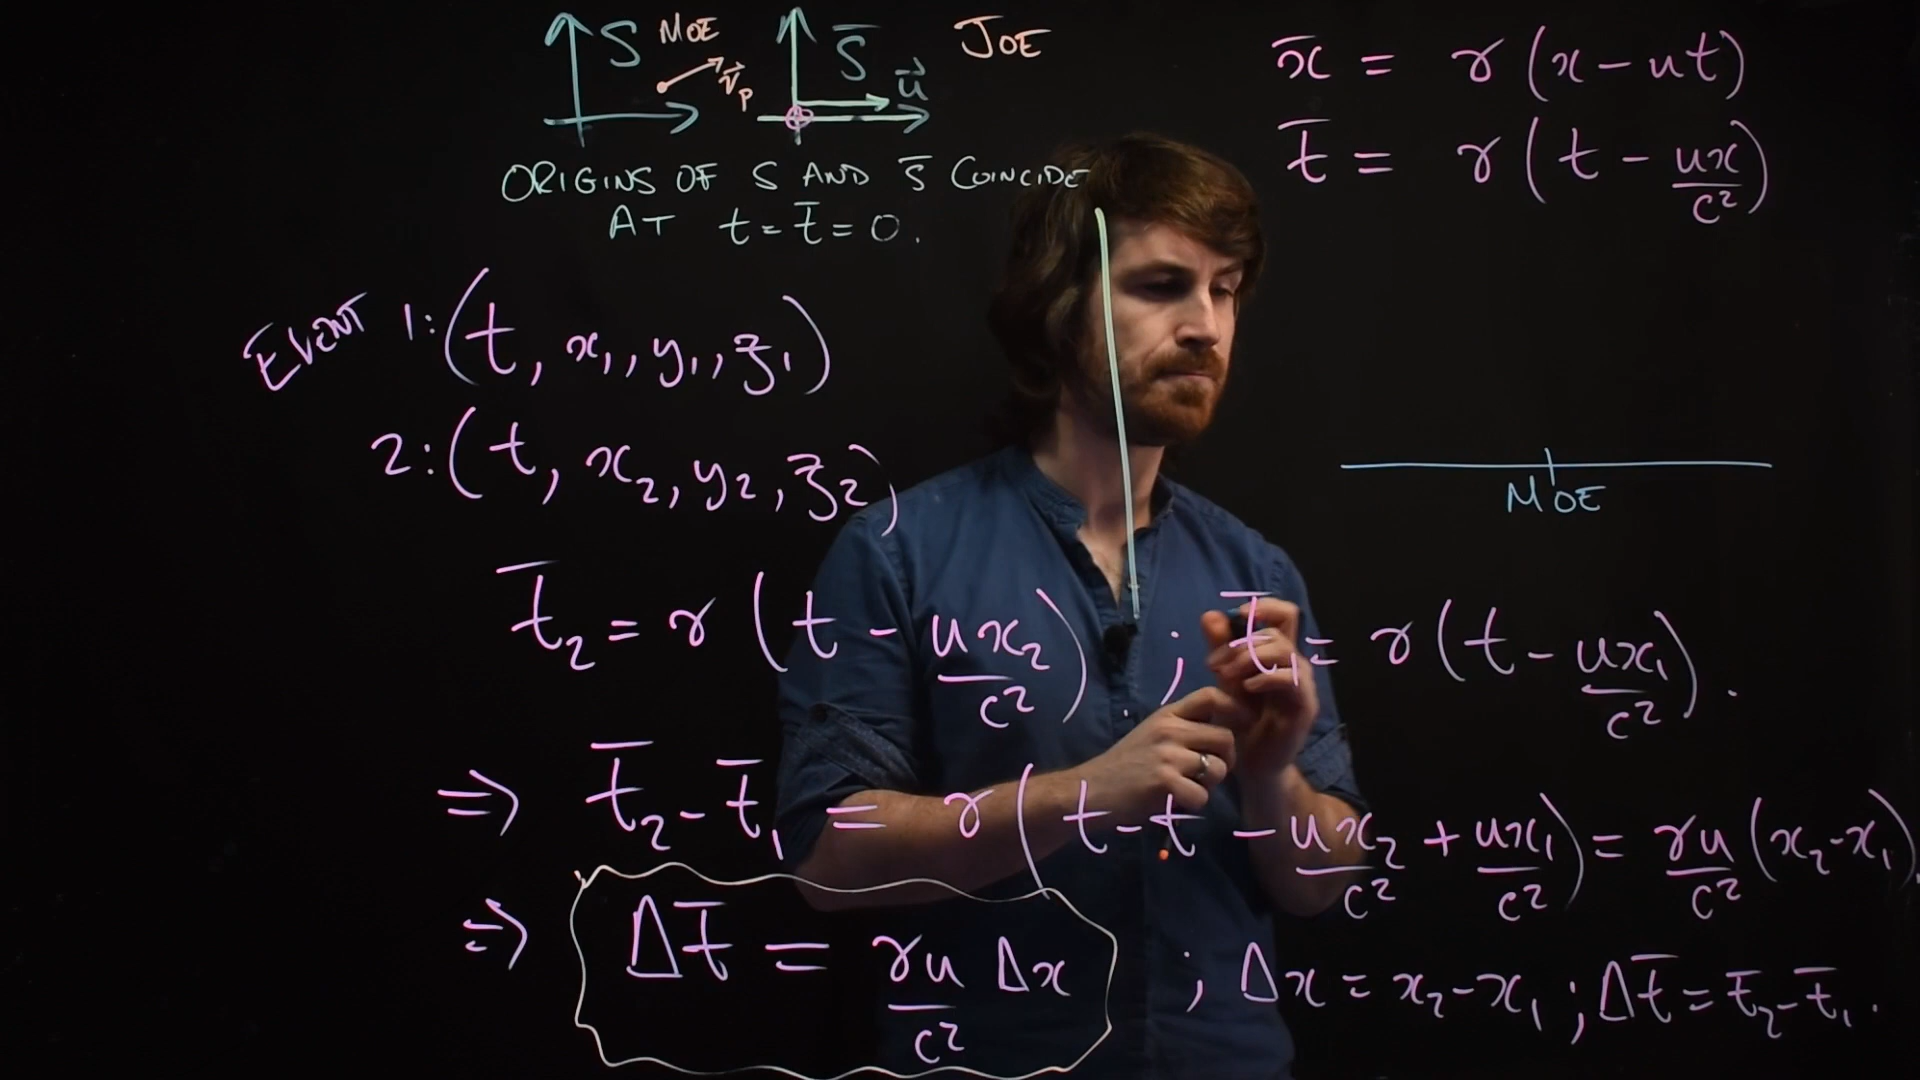 S MOE v⃗ₚ S̄ u⃗ JOE
ORIGINS OF S AND S̄ COINCIDE
AT t = t̄ = 0.
x̄ = γ(x - ut)
t̄ = γ(t - ux/c²)
EVENT 1: (t, x₁, y₁, z₁)
2: (t, x₂, y₂, z₂)
MOE
t̄₂ = γ(t - ux₂/c²) ; t̄₁ = γ(t - ux₁/c²).
⇒ t̄₂ - t̄₁ = γ(t - t - ux₂/c² + ux₁/c²) = γu/c² (x₂ - x₁).
⇒ Δt̄ = γu/c² Δx ; Δx = x₂ - x₁ ; Δt̄ = t̄₂ - t̄₁.